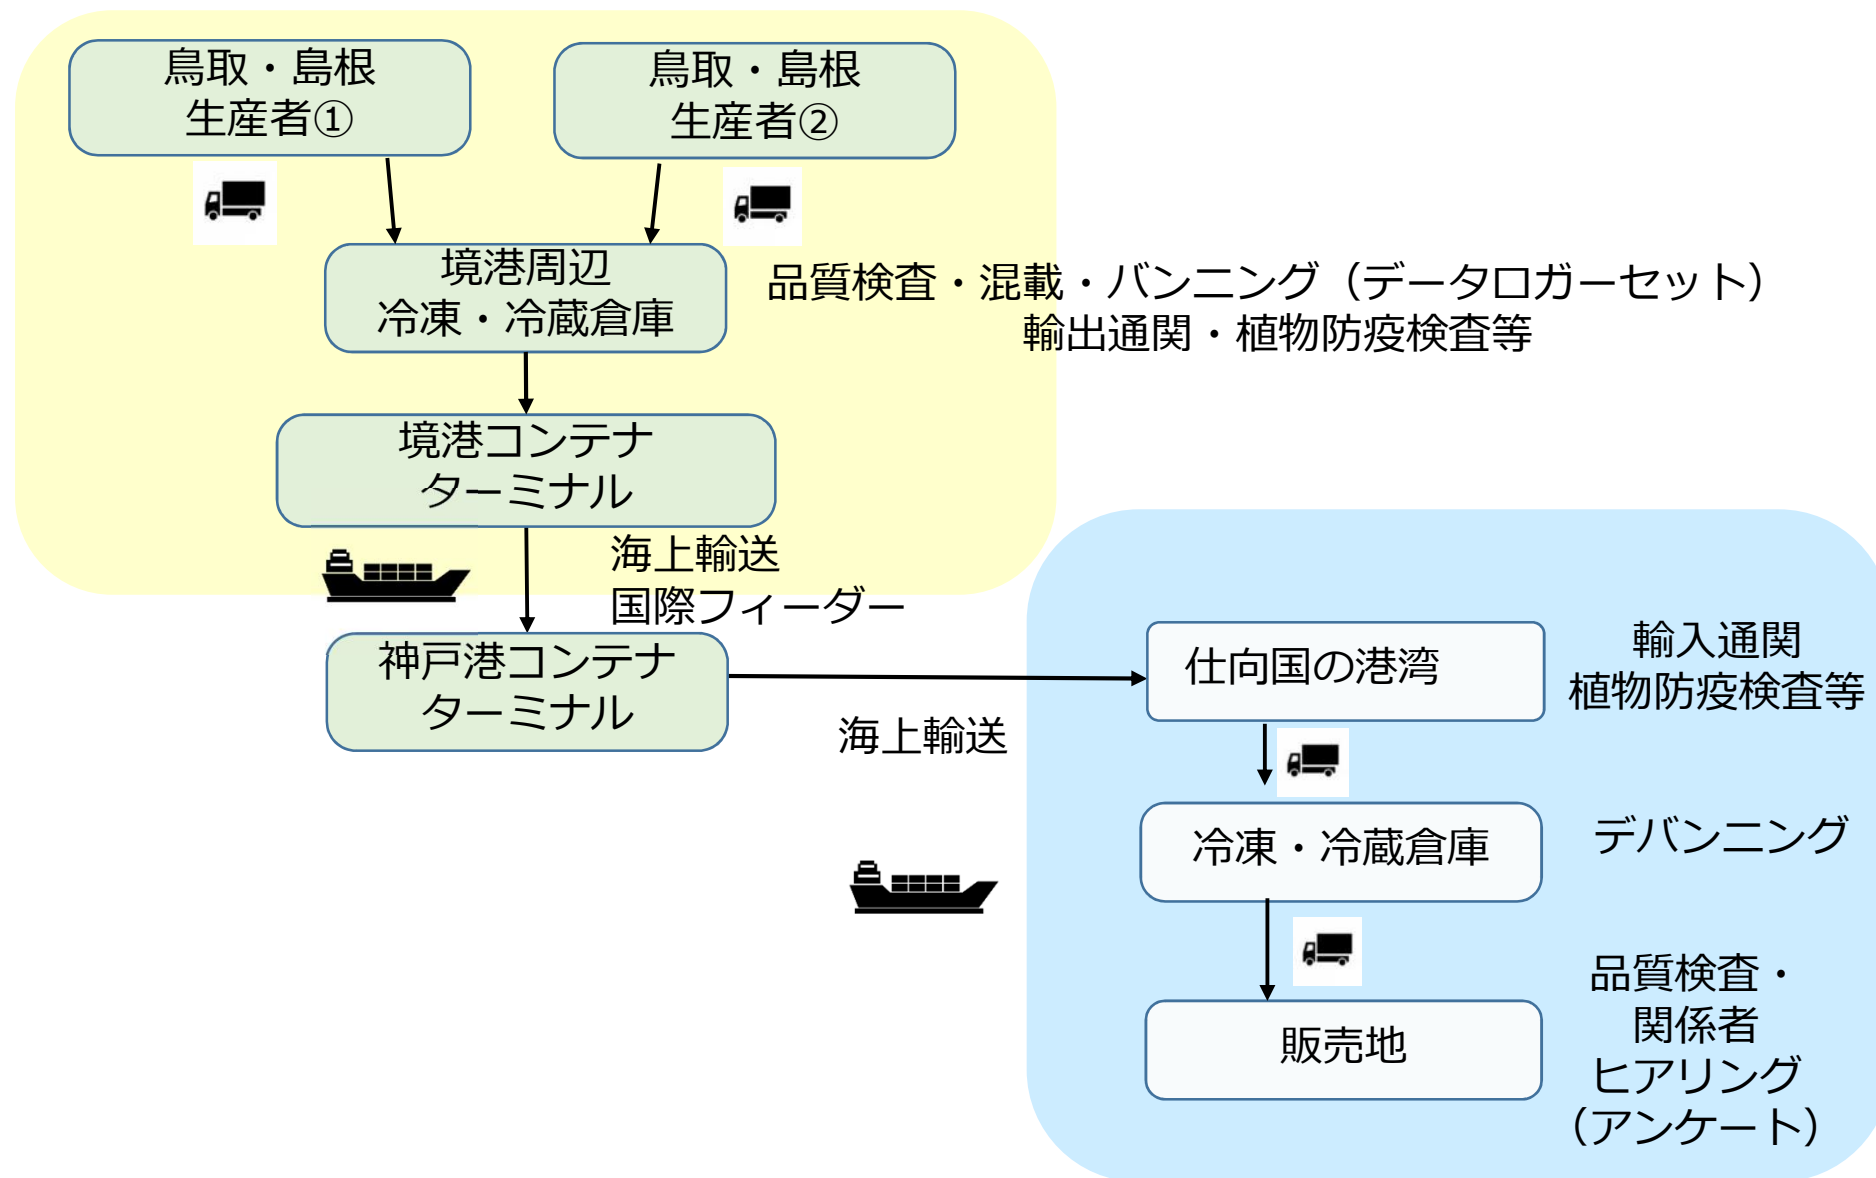 鳥取・島根
生産者①
鳥取・島根
生産者②
境港周辺
冷凍・冷蔵倉庫
品質検査・混載・バンニング（データロガーセット）
輸出通関・植物防疫検査等
境港コンテナ
ターミナル
海上輸送
国際フィーダー
神戸港コンテナ
ターミナル
海上輸送
仕向国の港湾
輸入通関
植物防疫検査等
冷凍・冷蔵倉庫
デバンニング
販売地
品質検査・
関係者
ヒアリング
（アンケート）